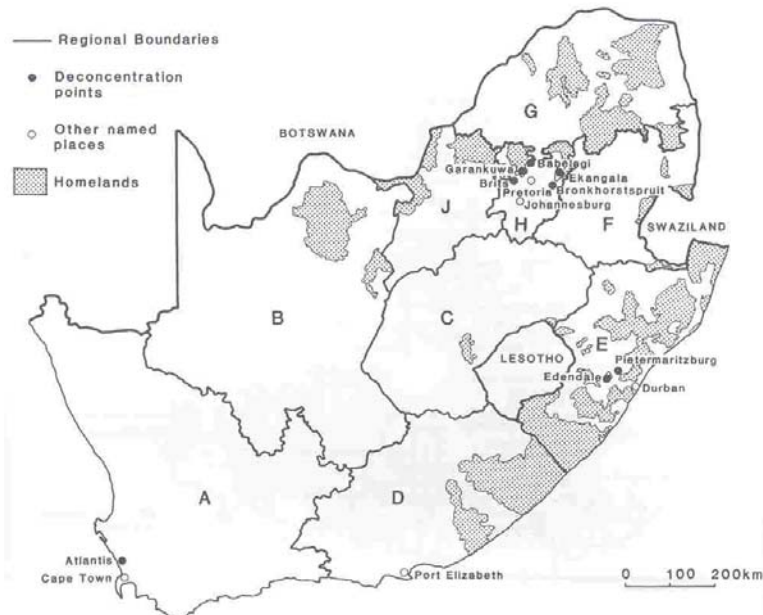 Regional Boundaries
Deconcentration
points
Other named
places
Homelands
BOTSWANA
G
Garankuwa
Babelegi
Ekangala
Brits
Pretoria
Bronkhorstspruit
Johannesburg
J
H
F
SWAZILAND
B
C
E
LESOTHO
Pietermaritzburg
Edendale
Durban
A
D
Atlantis
Cape Town
Port Elizabeth
0 100 200km